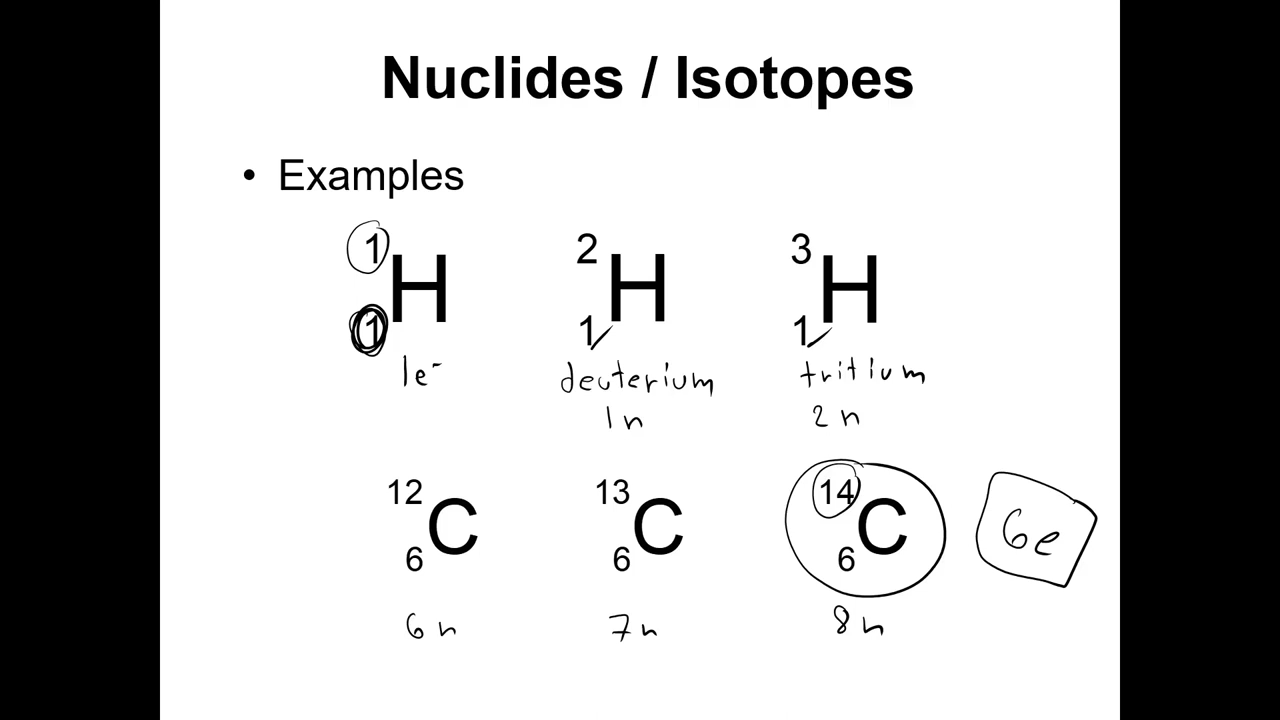 Nuclides / Isotopes
• Examples
1 1 H 2 1 H 3 1 H
1e⁻ deuterium tritium
1n 2n
12 6 C 13 6 C 14 6 C 6e
6n 7n 8n